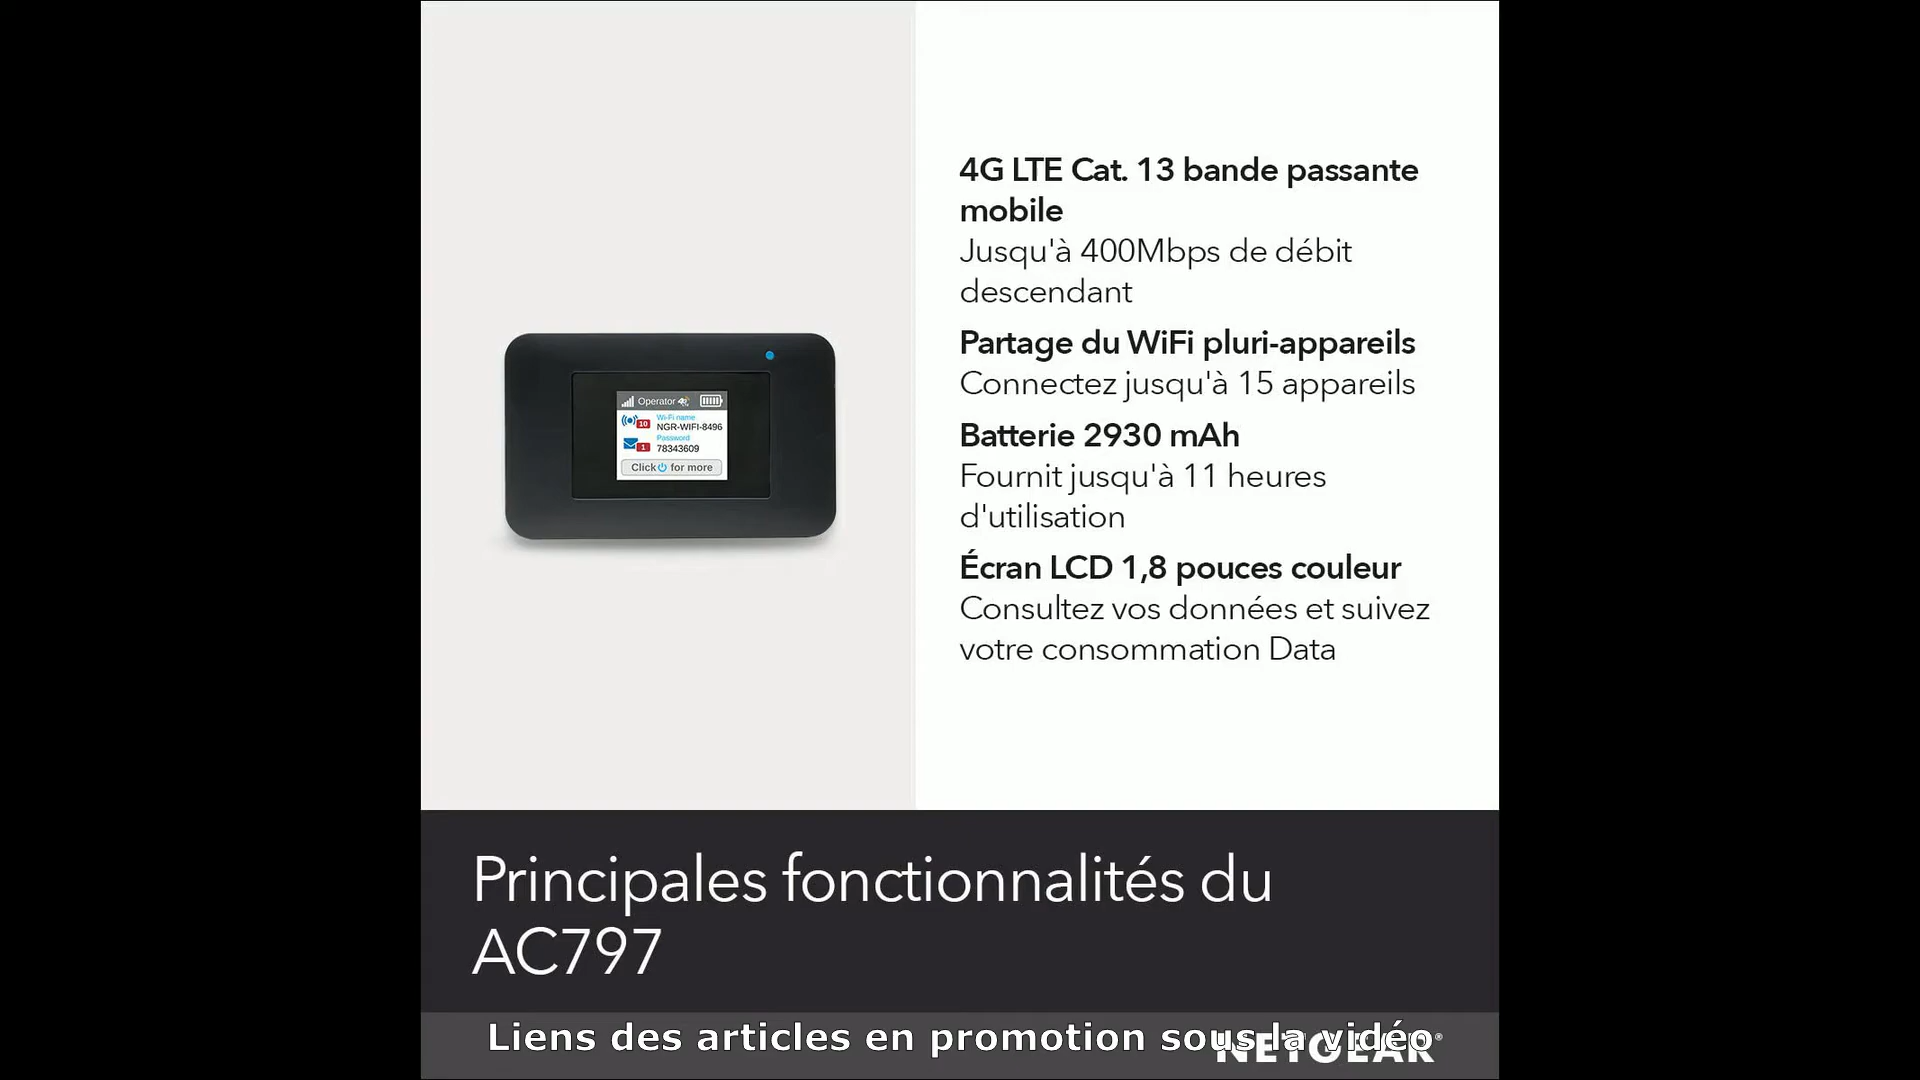 4G LTE Cat. 13 bande passante
mobile
Jusqu'à 400Mbps de débit
descendant
Partage du WiFi pluri-appareils
Connectez jusqu'à 15 appareils
Batterie 2930 mAh
Fournit jusqu'à 11 heures
d'utilisation
Écran LCD 1,8 pouces couleur
Consultez vos données et suivez
votre consommation Data
Operator 4G
10
Wi-Fi name
NGR-WIFI-8496
1
Password
78343609
Click for more
Principales fonctionnalités du
AC797
Liens des articles en promotion sous la vidéo
NETGEAR®